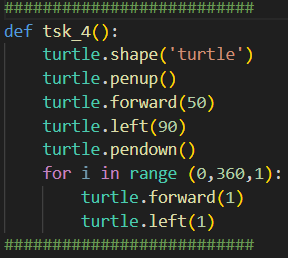 ##########################
def tsk_4():
    turtle.shape('turtle')
    turtle.penup()
    turtle.forward(50)
    turtle.left(90)
    turtle.pendown()
    for i in range (0,360,1):
        turtle.forward(1)
        turtle.left(1)
##########################